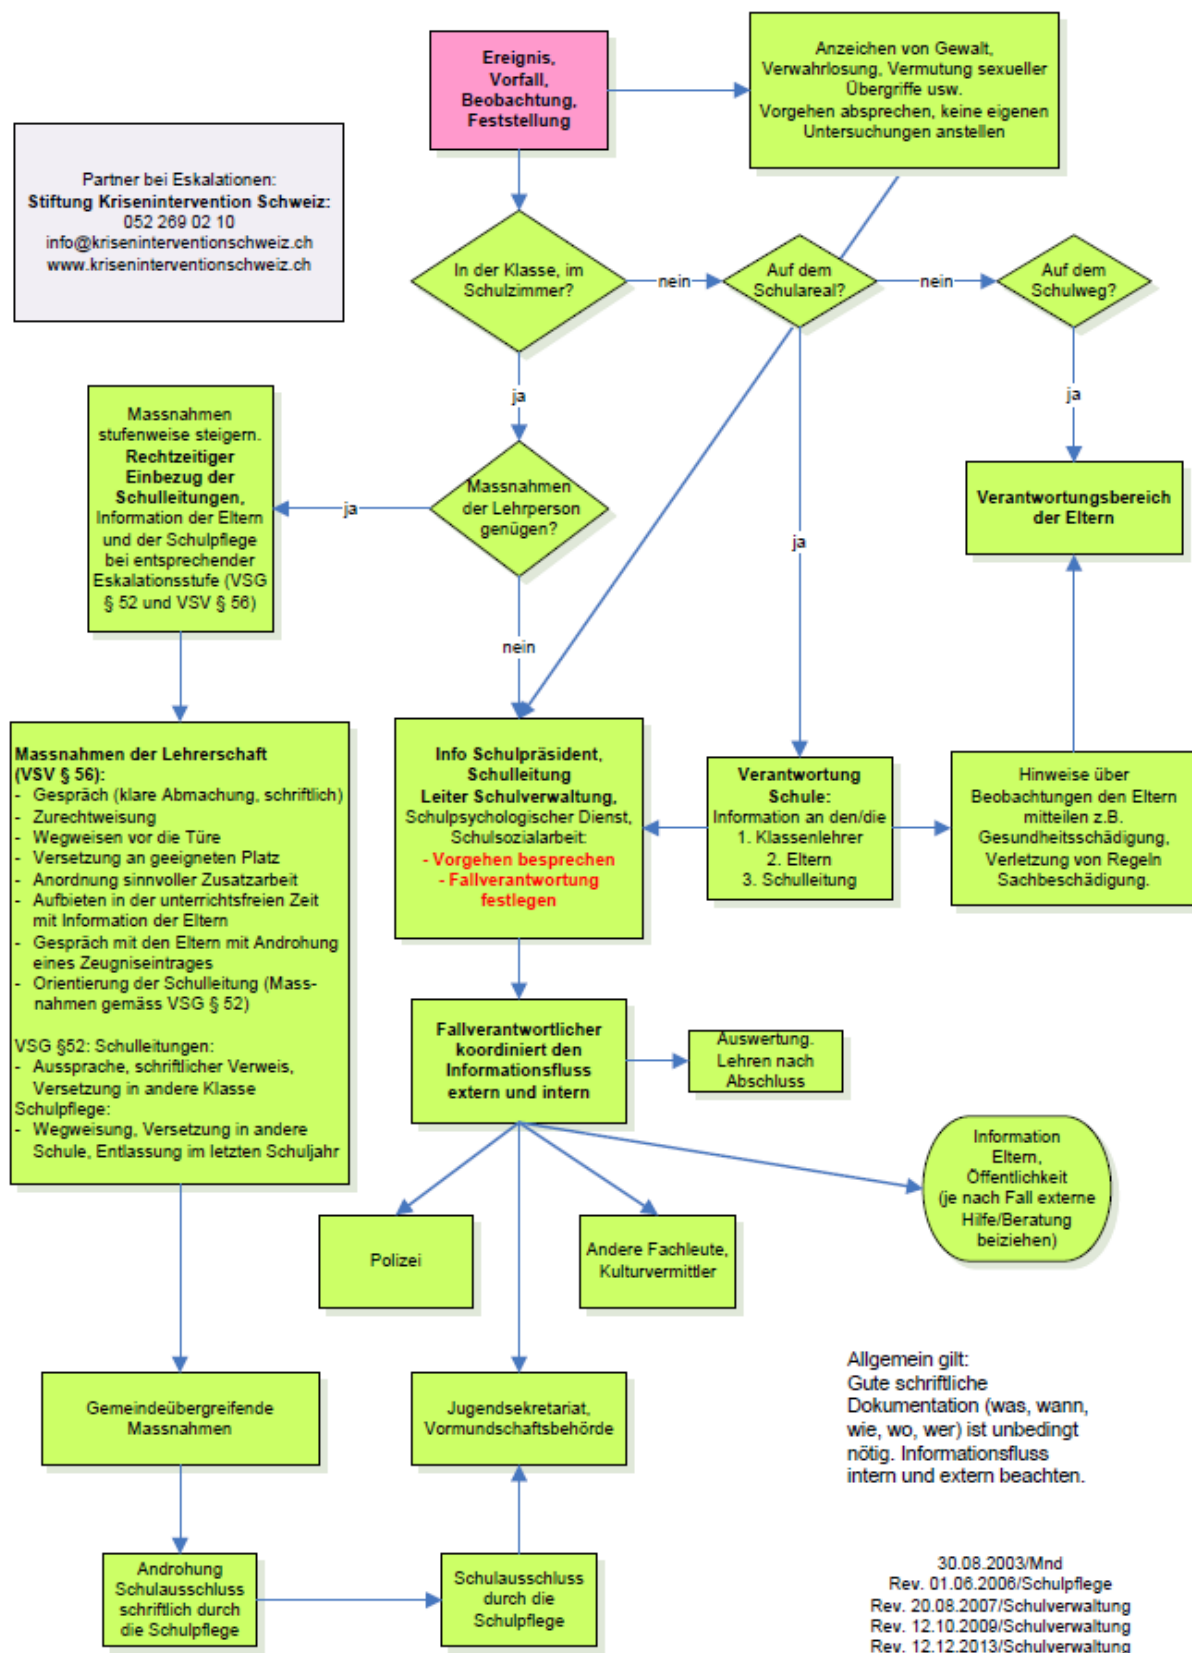 Ereignis,
Vorfall,
Beobachtung,
Feststellung
Anzeichen von Gewalt,
Verwahrlosung, Vermutung sexueller
Übergriffe usw.
Vorgehen absprechen, keine eigenen
Untersuchungen anstellen
Partner bei Eskalationen:
Stiftung Krisenintervention Schweiz:
052 269 02 10
info@kriseninterventionschweiz.ch
www.kriseninterventionschweiz.ch
In der Klasse, im
Schulzimmer?
nein
Auf dem
Schulareal?
nein
Auf dem
Schulweg?
ja
ja
Massnahmen
stufenweise steigern.
Rechtzeitiger
Einbezug der
Schulleitungen,
Information der Eltern
und der Schulpflege
bei entsprechender
Eskalationsstufe (VSG
§ 52 und VSV § 56)
ja
Massnahmen
der Lehrperson
genügen?
ja
Verantwortungsbereich
der Eltern
nein
Massnahmen der Lehrerschaft
(VSV § 56):
- Gespräch (klare Abmachung, schriftlich)
- Zurechtweisung
- Wegweisen vor die Türe
- Versetzung an geeigneten Platz
- Anordnung sinnvoller Zusatzarbeit
- Aufbieten in der unterrichtsfreien Zeit
mit Information der Eltern
- Gespräch mit den Eltern mit Androhung
eines Zeugniseintrages
- Orientierung der Schulleitung (Mass-
nahmen gemäss VSG § 52)
VSG §52: Schulleitungen:
- Aussprache, schriftlicher Verweis,
Versetzung in andere Klasse
Schulpflege:
- Wegweisung, Versetzung in andere
Schule, Entlassung im letzten Schuljahr
Info Schulpräsident,
Schulleitung
Leiter Schulverwaltung,
Schulpsychologischer Dienst,
Schulsozialarbeit:
- Vorgehen besprechen
- Fallverantwortung
festlegen
Verantwortung
Schule:
Information an den/die
1. Klassenlehrer
2. Eltern
3. Schulleitung
Hinweise über
Beobachtungen den Eltern
mitteilen z.B.
Gesundheitsschädigung,
Verletzung von Regeln
Sachbeschädigung.
Fallverantwortlicher
koordiniert den
Informationsfluss
extern und intern
Auswertung.
Lehren nach
Abschluss
Information
Eltern,
Öffentlichkeit
(je nach Fall externe
Hilfe/Beratung
beiziehen)
Polizei
Andere Fachleute,
Kulturvermittler
Gemeindeübergreifende
Massnahmen
Jugendsekretariat,
Vormundschaftsbehörde
Allgemein gilt:
Gute schriftliche
Dokumentation (was, wann,
wie, wo, wer) ist unbedingt
nötig. Informationsfluss
intern und extern beachten.
Androhung
Schulausschluss
schriftlich durch
die Schulpflege
Schulausschluss
durch die
Schulpflege
30.08.2003/Mnd
Rev. 01.06.2006/Schulpflege
Rev. 20.08.2007/Schulverwaltung
Rev. 12.10.2009/Schulverwaltung
Rev. 12.12.2013/Schulverwaltung